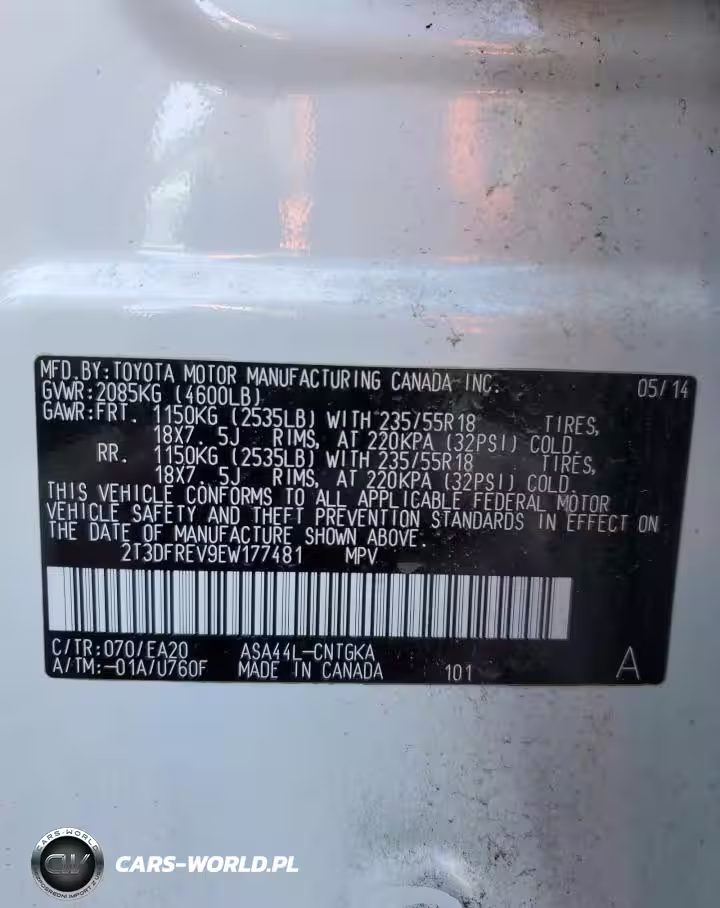 MFD.BY:TOYOTA MOTOR MANUFACTURING CANADA INC. 05/14
GVWR:2085KG (4600LB)
GAWR:FRT. 1150KG (2535LB) WITH 235/55R18 TIRES,
18X7. 5J RIMS, AT 220KPA (32PSI) COLD.
RR. 1150KG (2535LB) WITH 235/55R18 TIRES,
18X7. 5J RIMS, AT 220KPA (32PSI) COLD.
THIS VEHICLE CONFORMS TO ALL APPLICABLE FEDERAL MOTOR
VEHICLE SAFETY AND THEFT PREVENTION STANDARDS IN EFFECT ON
THE DATE OF MANUFACTURE SHOWN ABOVE.
2T3DFREV9EW177481 MPV
C/TR:070/EA20 ASA44L-CNTGKA
A/TM:-01A/U760F MADE IN CANADA 101 A
CARS-WORLD
CW
CARS-WORLD.PL